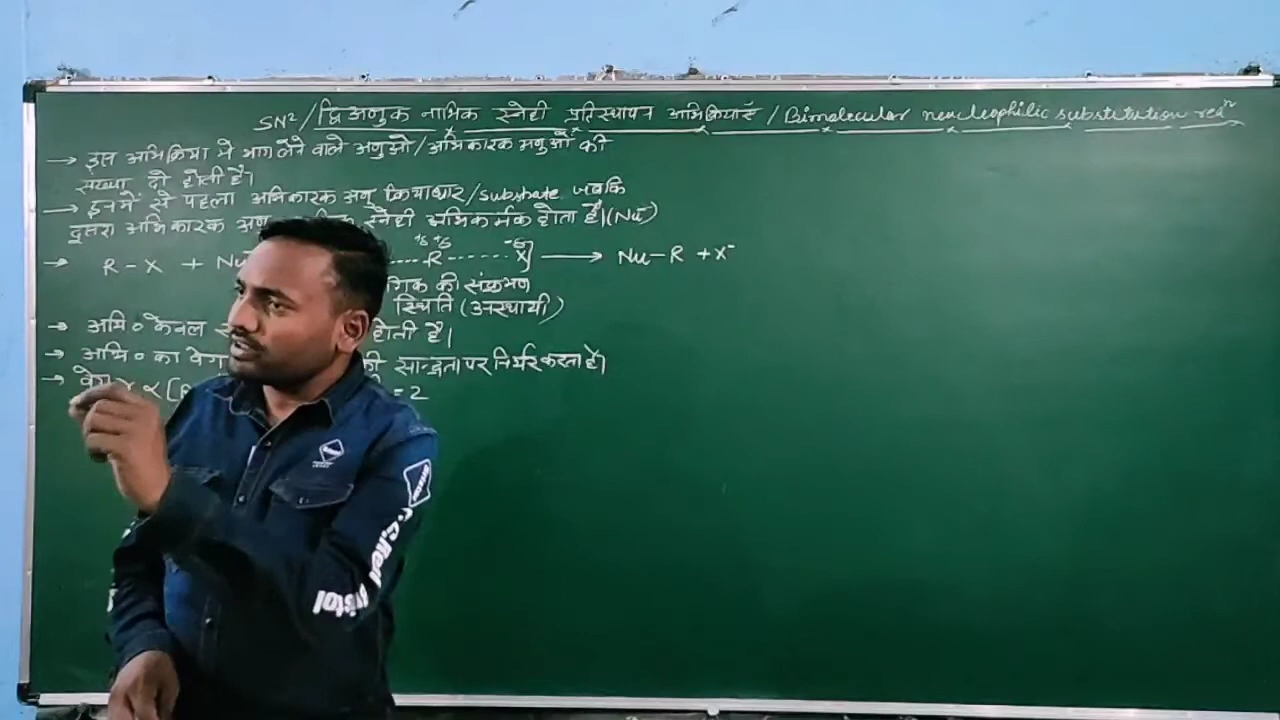 SN²/द्विअणुक नाभिक स्नेही प्रतिस्थापन अभिक्रियाएँ/Bimolecular neucleophilic substitution reaⁿ
→ इस अभिक्रिया मे भाग लेने वाले अणुओ/अभिकारक अणुओं की
संख्या दो होती है।
→ इनमें से पहला अभिकारक अणु क्रियाधार/substrate जबकि
दूसरा अभिकारक अणु स्नेही अभिकर्मक होता है।(Nu⁻)
→ R-X + Nu R ...... X] → Nu-R + X⁻
की संक्रमण
स्थिति (अस्थायी)
→ अभि० केवल होती है।
→ अभि० का वेग की सान्द्रता पर निर्भर करता है।
→ वेग r ∝ [R = 2